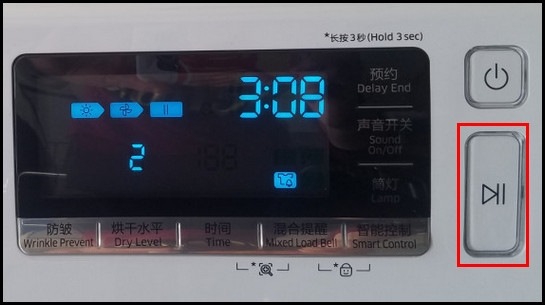 *长按3秒(Hold 3 sec)
3:08
预约
Delay End
声音开关
Sound
On/Off
2
188
筒灯
Lamp
防皱
Wrinkle Prevent
烘干水平
Dry Level
时间
Time
混合提醒
Mixed Load Bell
智能控制
Smart Control
*
*